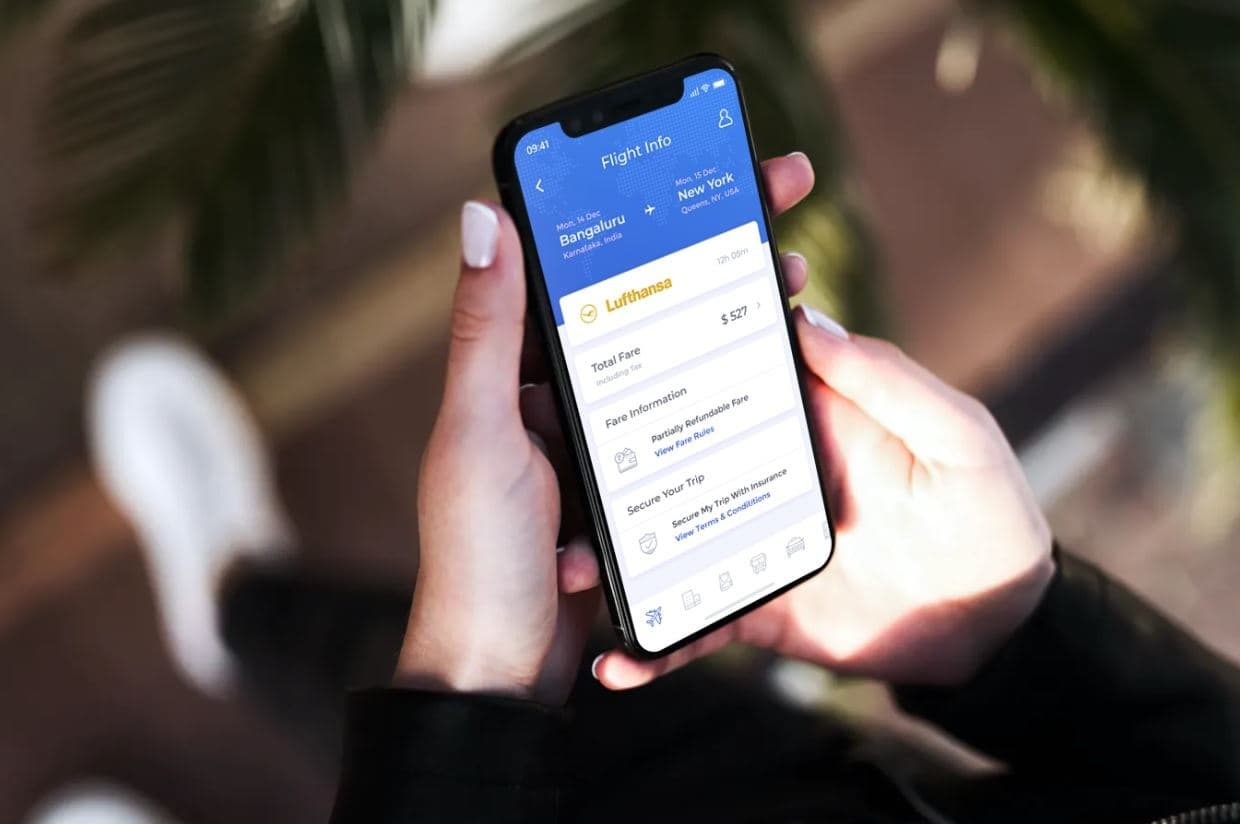 09:41
Flight Info
Mon, 14 Dec
Bangaluru
Karnataka, India
Mon, 15 Dec
New York
Queens, NY, USA
Lufthansa
12h 05m
Total Fare
Including Tax
$ 527
Fare Information
Partially Refundable Fare
View Fare Rules
Secure Your Trip
Secure My Trip With Insurance
View Terms & Conditions